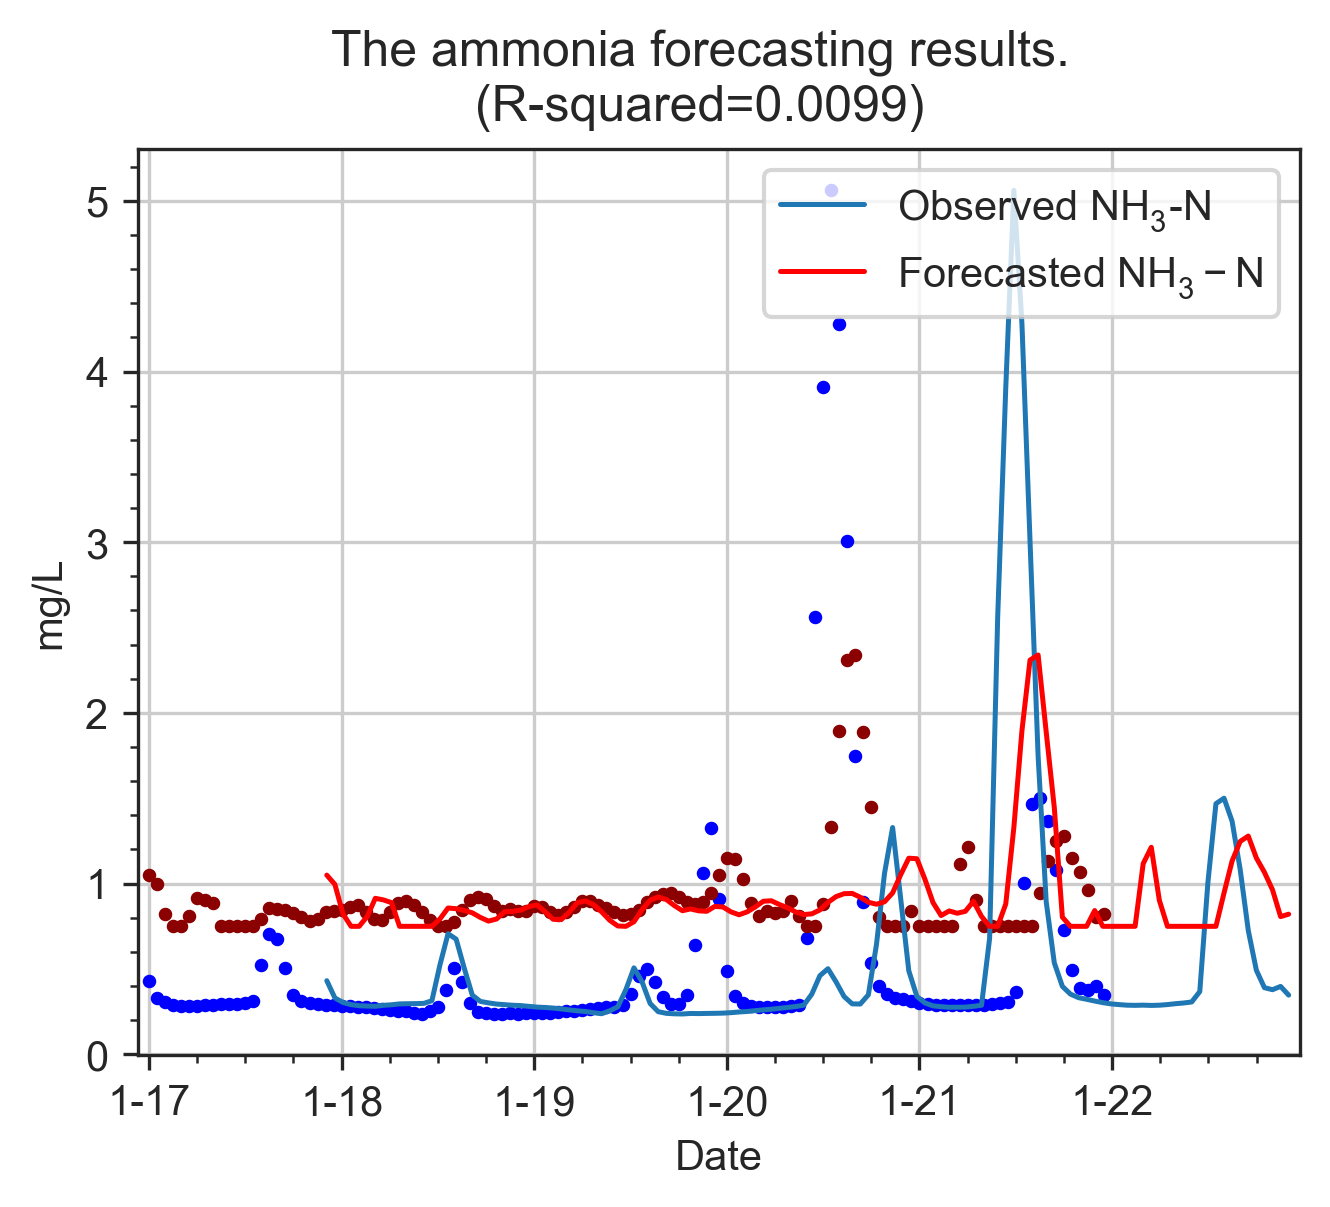 The ammonia forecasting results.
(R-squared=0.0099)
Observed NH₃-N
Forecasted NH₃ − N
5
4
3
2
1
0
mg/L
1-17 1-18 1-19 1-20 1-21 1-22
Date